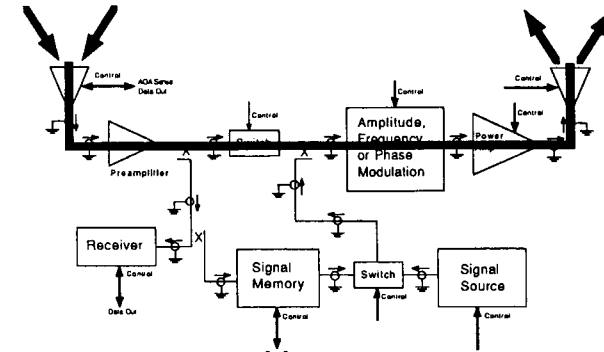 Control
AOA Sense
Data Out
Control
Control
Control
Control
Amplitude,
Frequency
or Phase
Modulation
Power
Switch
Preamplifier
X
X
X
Receiver
Control
Data Out
Signal
Memory
Control
Switch
Control
Signal
Source
Control